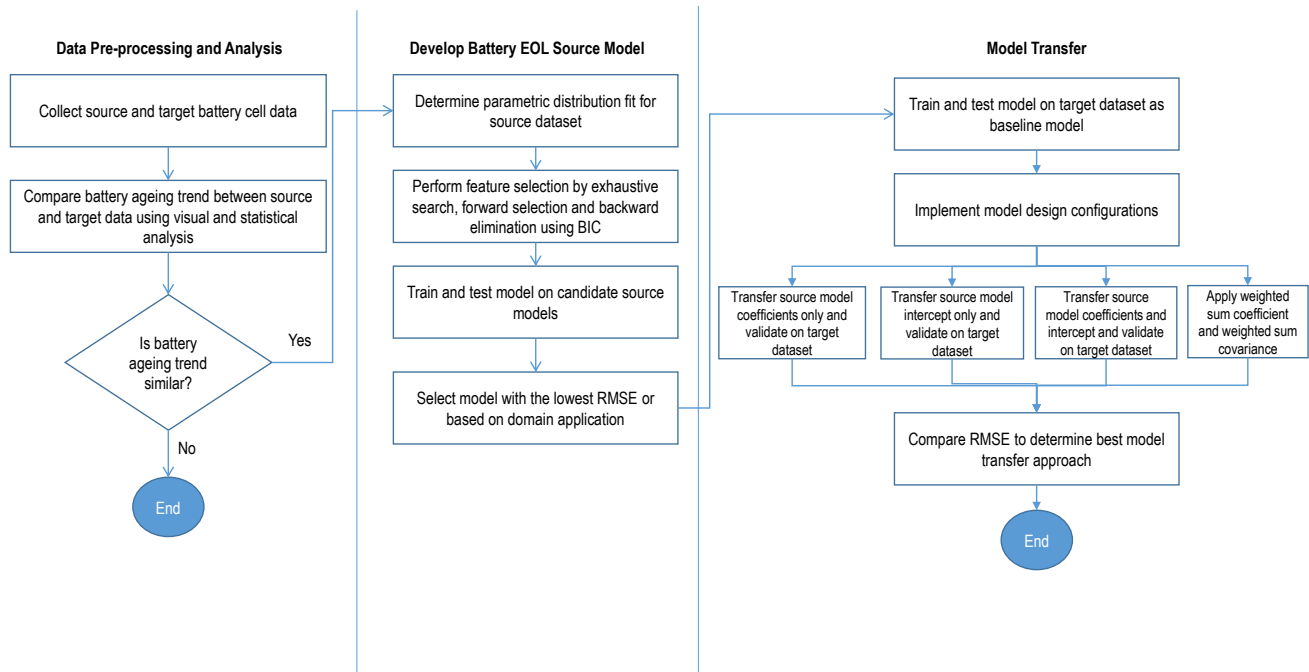 Data Pre-processing and Analysis
Collect source and target battery cell data
Compare battery ageing trend between source
and target data using visual and statistical
analysis
Is battery
ageing trend
similar?
Yes
No
End
Develop Battery EOL Source Model
Determine parametric distribution fit for
source dataset
Perform feature selection by exhaustive
search, forward selection and backward
elimination using BIC
Train and test model on candidate source
models
Select model with the lowest RMSE or
based on domain application
Model Transfer
Train and test model on target dataset as
baseline model
Implement model design configurations
Transfer source model
coefficients only and
validate on target
dataset
Transfer source model
intercept only and
validate on target
dataset
Transfer source
model coefficients and
intercept and validate
on target dataset
Apply weighted
sum coefficient
and weighted sum
covariance
Compare RMSE to determine best model
transfer approach
End